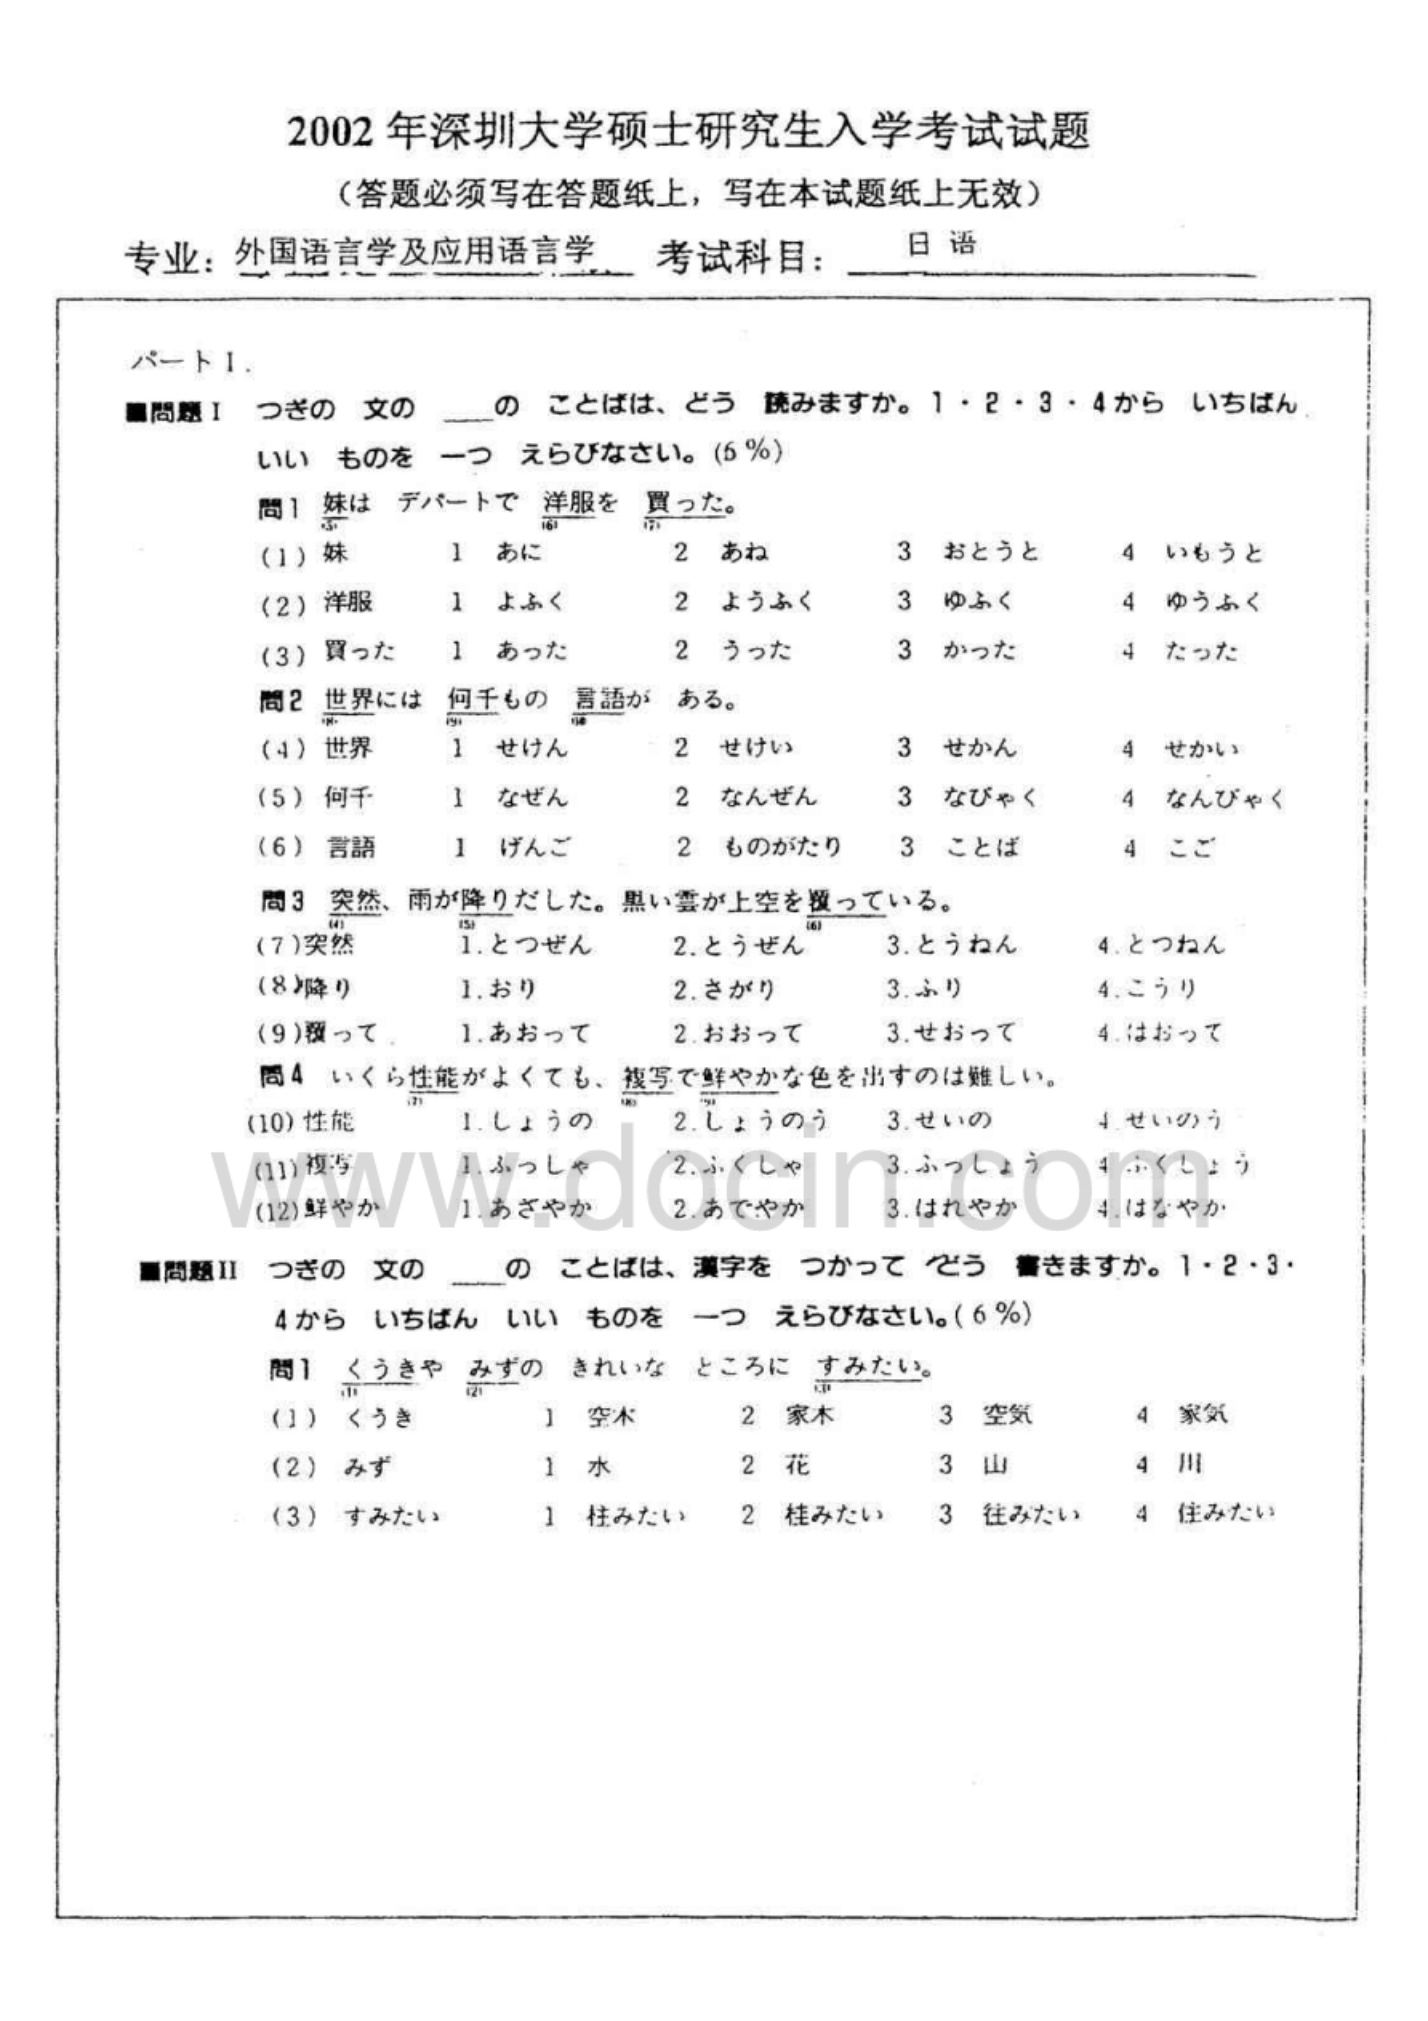 2002 年深圳大学硕士研究生入学考试试题
（答题必须写在答题纸上，写在本试题纸上无效）
专业：外国语言学及应用语言学 考试科目： 日 语
パート I．
■問題 I つぎの 文の ___の ことばは、どう 読みますか。1・2・3・4から いちばん
いい ものを 一つ えらびなさい。(6%)
問1 妹は デパートで 洋服を 買った。
(5) (6) (7)
(1) 妹 1 あに 2 あね 3 おとうと 4 いもうと
(2) 洋服 1 よふく 2 ようふく 3 ゆふく 4 ゆうふく
(3) 買った 1 あった 2 うった 3 かった 4 たった
問2 世界には 何千もの 言語が ある。
(8) (9) (10)
(4) 世界 1 せけん 2 せけい 3 せかん 4 せかい
(5) 何千 1 なぜん 2 なんぜん 3 なびゃく 4 なんびゃく
(6) 言語 1 げんご 2 ものがたり 3 ことば 4 こご
問3 突然、雨が降りだした。黒い雲が上空を覆っている。
(4) (5) (6)
(7)突然 1.とつぜん 2.とうぜん 3.とうねん 4.とつねん
(8)降り 1.おり 2.さがり 3.ふり 4.こうり
(9)覆って 1.あおって 2.おおって 3.せおって 4.はおって
問4 いくら性能がよくても、複写で鮮やかな色を出すのは難しい。
(7) (8) (9)
(10)性能 1.しょうの 2.しょうのう 3.せいの 4.せいのう
(11)複写 1.ふっしゃ 2.ふくしゃ 3.ふっしょう 4.ふくしょう
(12)鮮やか 1.あざやか 2.あでやか 3.はれやか 4.はなやか
www.docin.com
■問題II つぎの 文の ___の ことばは、漢字を つかって どう 書きますか。1・2・3・
4から いちばん いい ものを 一つ えらびなさい。(6%)
問1 くうきや みずの きれいな ところに すみたい。
(1) (2) (3)
(1) くうき 1 空木 2 家木 3 空気 4 家気
(2) みず 1 水 2 花 3 山 4 川
(3) すみたい 1 柱みたい 2 桂みたい 3 往みたい 4 住みたい